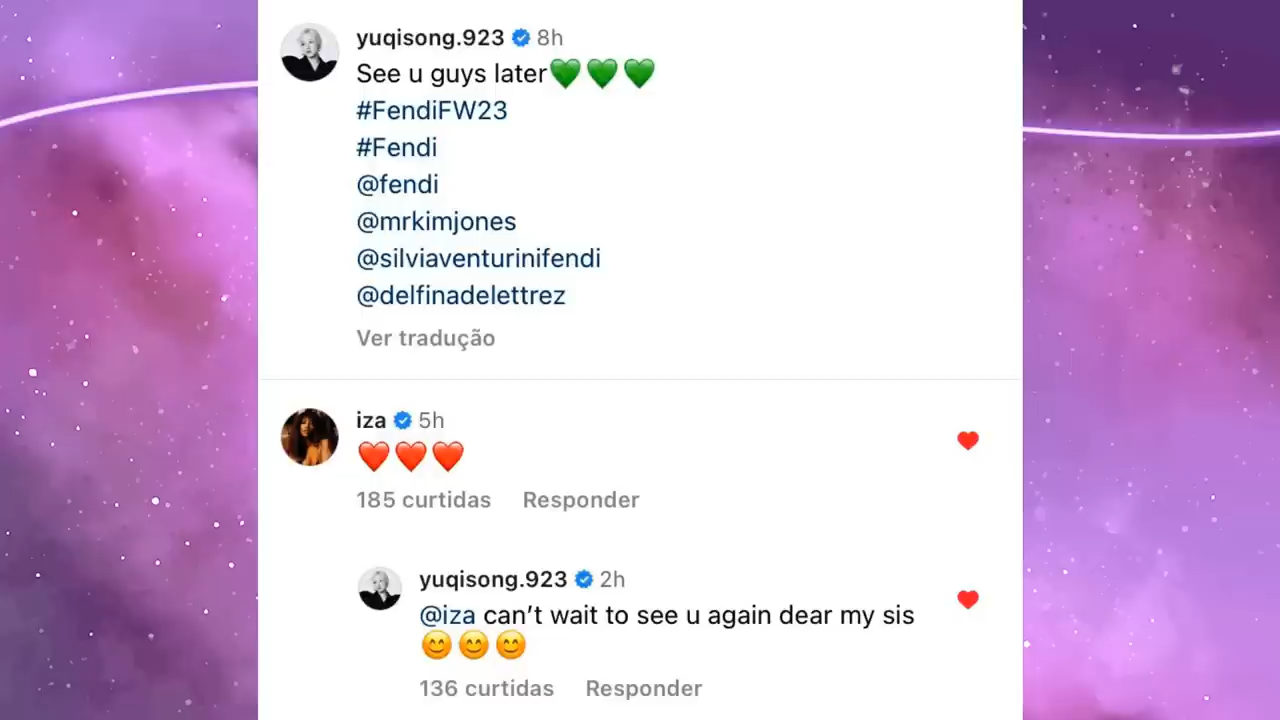 yuqisong.923 8h
See u guys later💚💚💚
#FendiFW23
#Fendi
@fendi
@mrkimjones
@silviaventurinifendi
@delfinadelettrez
Ver tradução
iza 5h
❤️❤️❤️
185 curtidas Responder
yuqisong.923 2h
@iza can’t wait to see u again dear my sis
😊😊😊
136 curtidas Responder